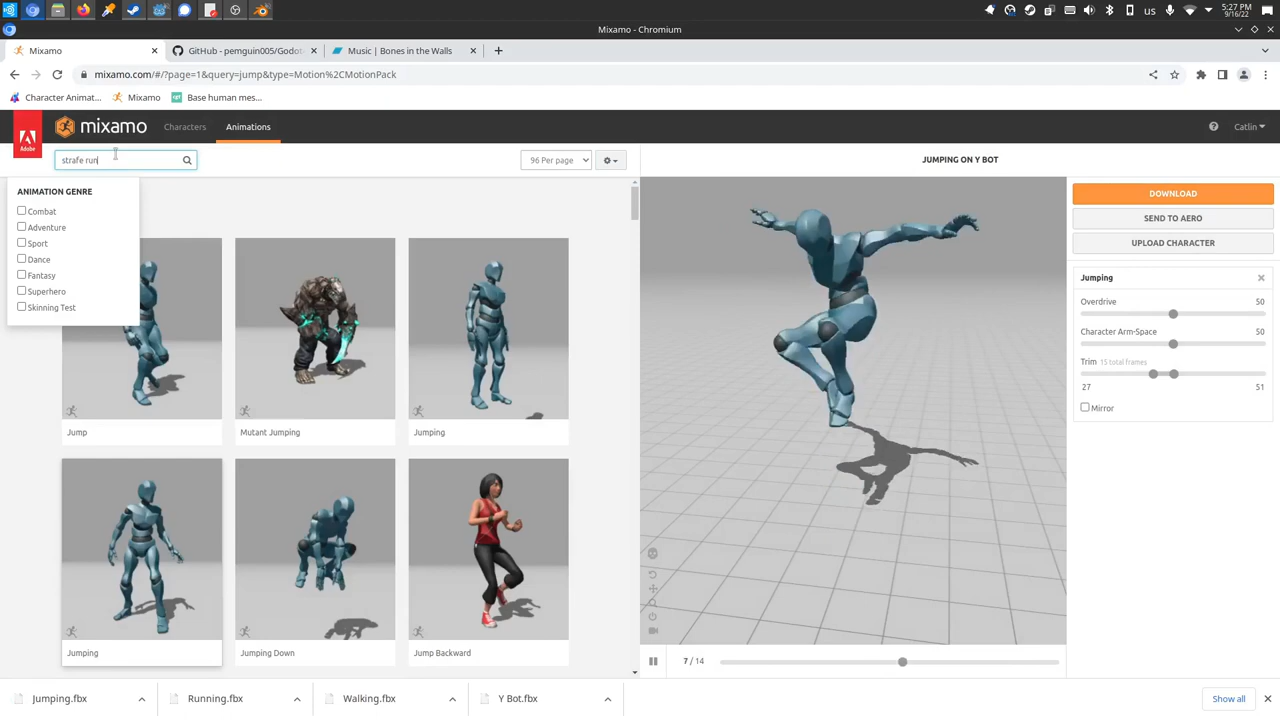 us
5:27 PM
9/16/22
Mixamo - Chromium
Mixamo
GitHub - pemguin005/Godot-
Music | Bones in the Walls
mixamo.com/#/?page=1&query=jump&type=Motion%2CMotionPack
Character Animat...
Mixamo
Base human mes...
Adobe
mixamo
Characters
Animations
Catlin
strafe run
96 Per page
JUMPING ON Y BOT
ANIMATION GENRE
Combat
Adventure
Sport
Dance
Fantasy
Superhero
Skinning Test
DOWNLOAD
SEND TO AERO
UPLOAD CHARACTER
Jumping
Overdrive 50
Character Arm-Space 50
Trim 15 total frames
27 51
Mirror
Jump
Mutant Jumping
Jumping
Jumping
Jumping Down
Jump Backward
7 / 14
Jumping.fbx
Running.fbx
Walking.fbx
Y Bot.fbx
Show all